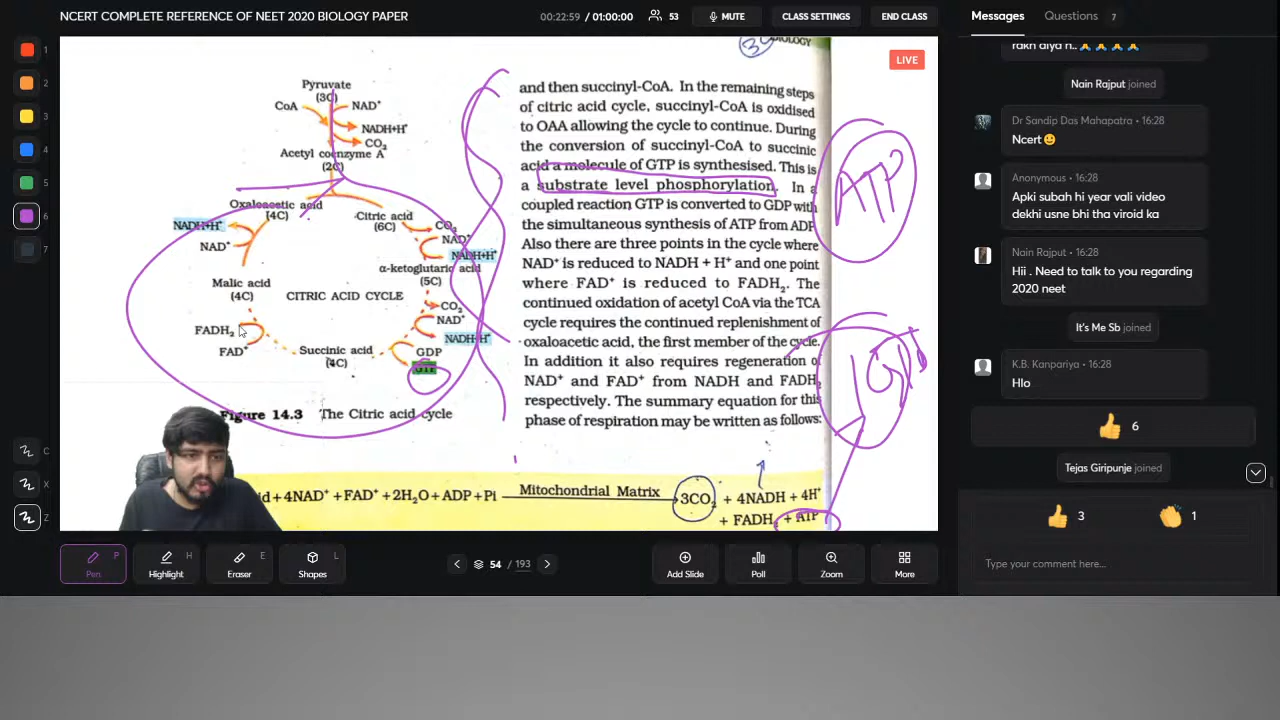 NCERT COMPLETE REFERENCE OF NEET 2020 BIOLOGY PAPER
00:22:59 / 01:00:00
53
MUTE
CLASS SETTINGS
END CLASS
Messages
Questions 7
1
2
3
4
5
6
7
C
X
Z
LIVE
BIOLOGY
Pyruvate
(3C)
CoA
NAD+
NADH+H+
CO2
Acetyl coenzyme A
(2C)
Oxaloacetic acid
(4C)
Citric acid
(6C)
NADH+H+
NAD+
CO2
NAD+
NADH+H+
α-ketoglutaric acid
(5C)
Malic acid
(4C)
CITRIC ACID CYCLE
CO2
NAD+
NADH+H+
FADH2
FAD+
Succinic acid
(4C)
GDP
GTP
Figure 14.3 The Citric acid cycle
and then succinyl-CoA. In the remaining steps
of citric acid cycle, succinyl-CoA is oxidised
to OAA allowing the cycle to continue. During
the conversion of succinyl-CoA to succinic
acid a molecule of GTP is synthesised. This is
a substrate level phosphorylation. In a
coupled reaction GTP is converted to GDP with
the simultaneous synthesis of ATP from ADP
Also there are three points in the cycle where
NAD+ is reduced to NADH + H+ and one point
where FAD+ is reduced to FADH2. The
continued oxidation of acetyl CoA via the TCA
cycle requires the continued replenishment of
oxaloacetic acid, the first member of the cycle.
In addition it also requires regeneration of
NAD+ and FAD+ from NADH and FADH2
respectively. The summary equation for this
phase of respiration may be written as follows:
ATP
id+4NAD+ +FAD+ +2H2O+ADP+Pi
Mitochondrial Matrix
3CO2 + 4NADH + 4H+
+ FADH2 + ATP
Pen P
Highlight H
Eraser E
Shapes L
54 / 193
Add Slide
Poll
Zoom
More
Nain Rajput joined
Dr Sandip Das Mahapatra • 16:28
Ncert
Anonymous • 16:28
Apki subah hi year vali video
dekhi usne bhi vita virodi ka
Nain Rajput • 16:28
Hii . Need to talk to you regarding
2020 neet
It's Me Sb joined
K.B. Kanpariya • 16:28
Hlo
6
Tejas Giripunje joined
3
1
Type your comment here...